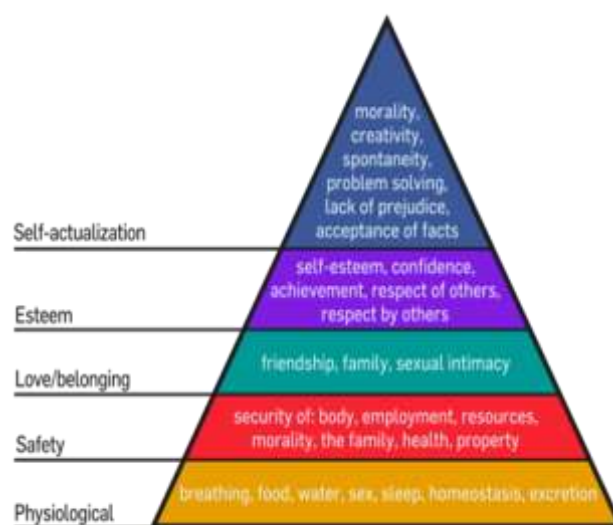 morality,
creativity,
spontaneity,
problem solving,
lack of prejudice,
acceptance of facts
Self-actualization
self-esteem, confidence,
achievement, respect of others,
respect by others
Esteem
friendship, family, sexual intimacy
Love/belonging
security of: body, employment, resources,
morality, the family, health, property
Safety
breathing, food, water, sex, sleep, homeostasis, excretion
Physiological